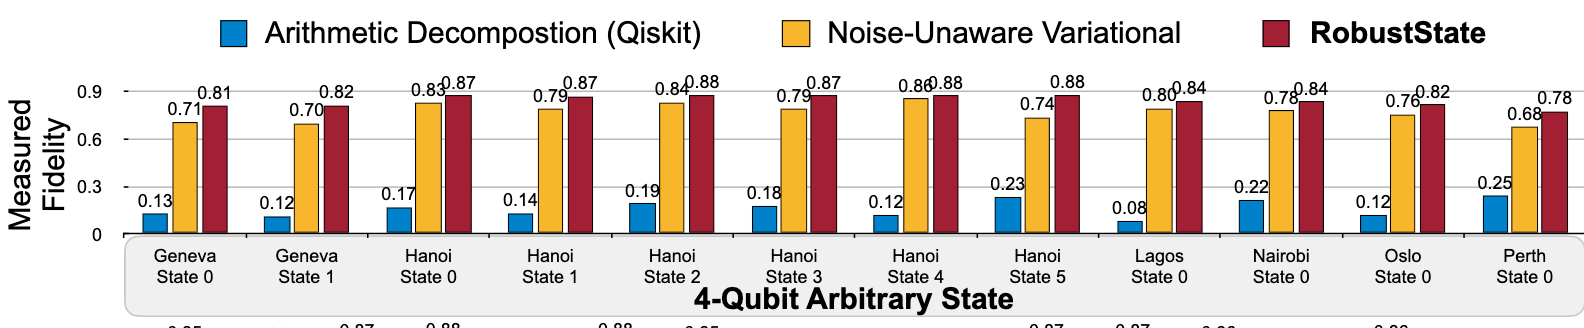 Arithmetic Decompostion (Qiskit) Noise-Unaware Variational RobustState
Measured
Fidelity
0.9
0.6
0.3
0
0.13 0.71 0.81
0.12 0.70 0.82
0.17 0.83 0.87
0.14 0.79 0.87
0.19 0.84 0.88
0.18 0.79 0.87
0.12 0.86 0.88
0.23 0.74 0.88
0.08 0.80 0.84
0.22 0.78 0.84
0.12 0.76 0.82
0.25 0.68 0.78
Geneva Geneva Hanoi Hanoi Hanoi Hanoi Hanoi Hanoi Lagos Nairobi Oslo Perth
State 0 State 1 State 0 State 1 State 2 State 3 State 4 State 5 State 0 State 0 State 0 State 0
4-Qubit Arbitrary State